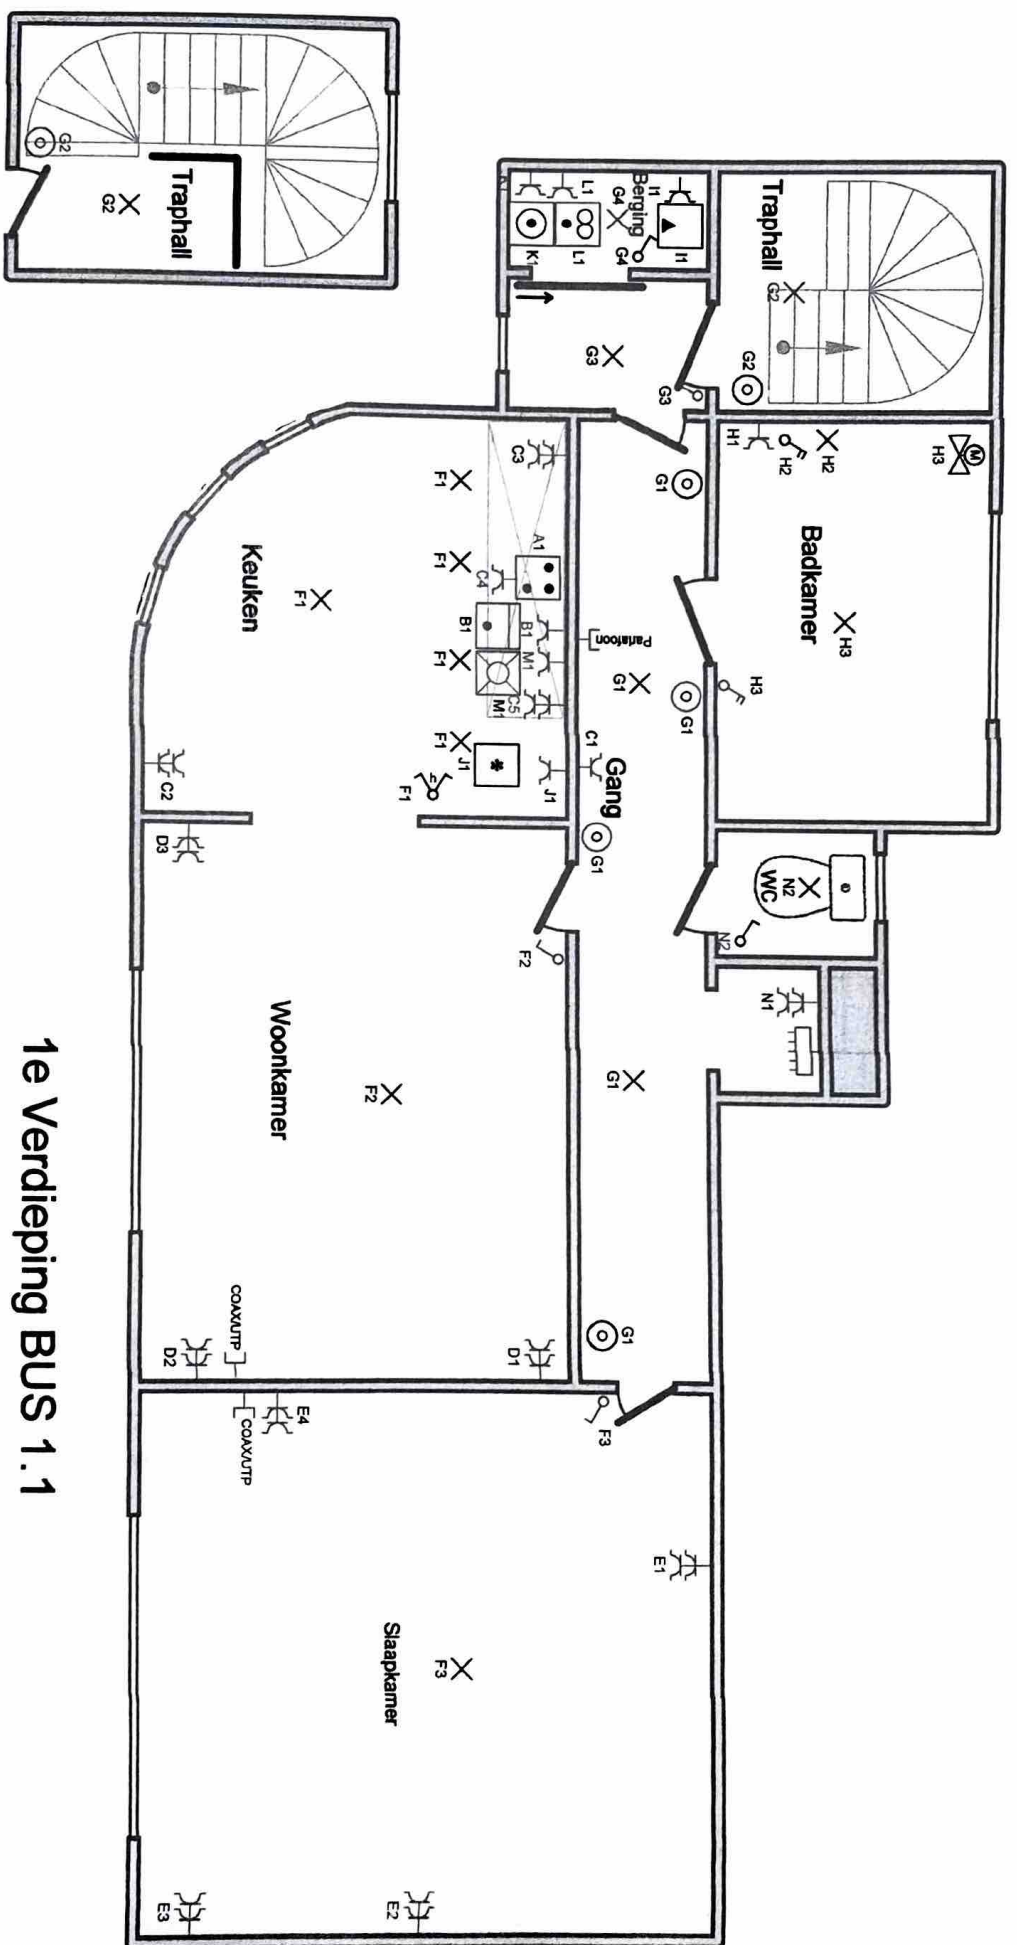 M
H3
H3
H2
Badkamer
N2
WC
Traphall
G2
H2
N1
H3
G2
H1
N2
I1
I1
G3
G1
G1
E1
Berging
G4
G4
G1
Parlafoon
G1
Gang
G1
G3
C1
G1
F3
L1
L1
K1
A1
J1
B1
M1
C3
C4
C5
F2
D1
B1
M1
J1
F1
F1
F1
F1
F3
F1
F2
E2
Slaapkamer
F1
E4
Woonkamer
Keuken
COAX/UTP
COAX/UTP
C2
D3
D2
E3
Traphall
G2
G2
1e Verdieping BUS 1.1